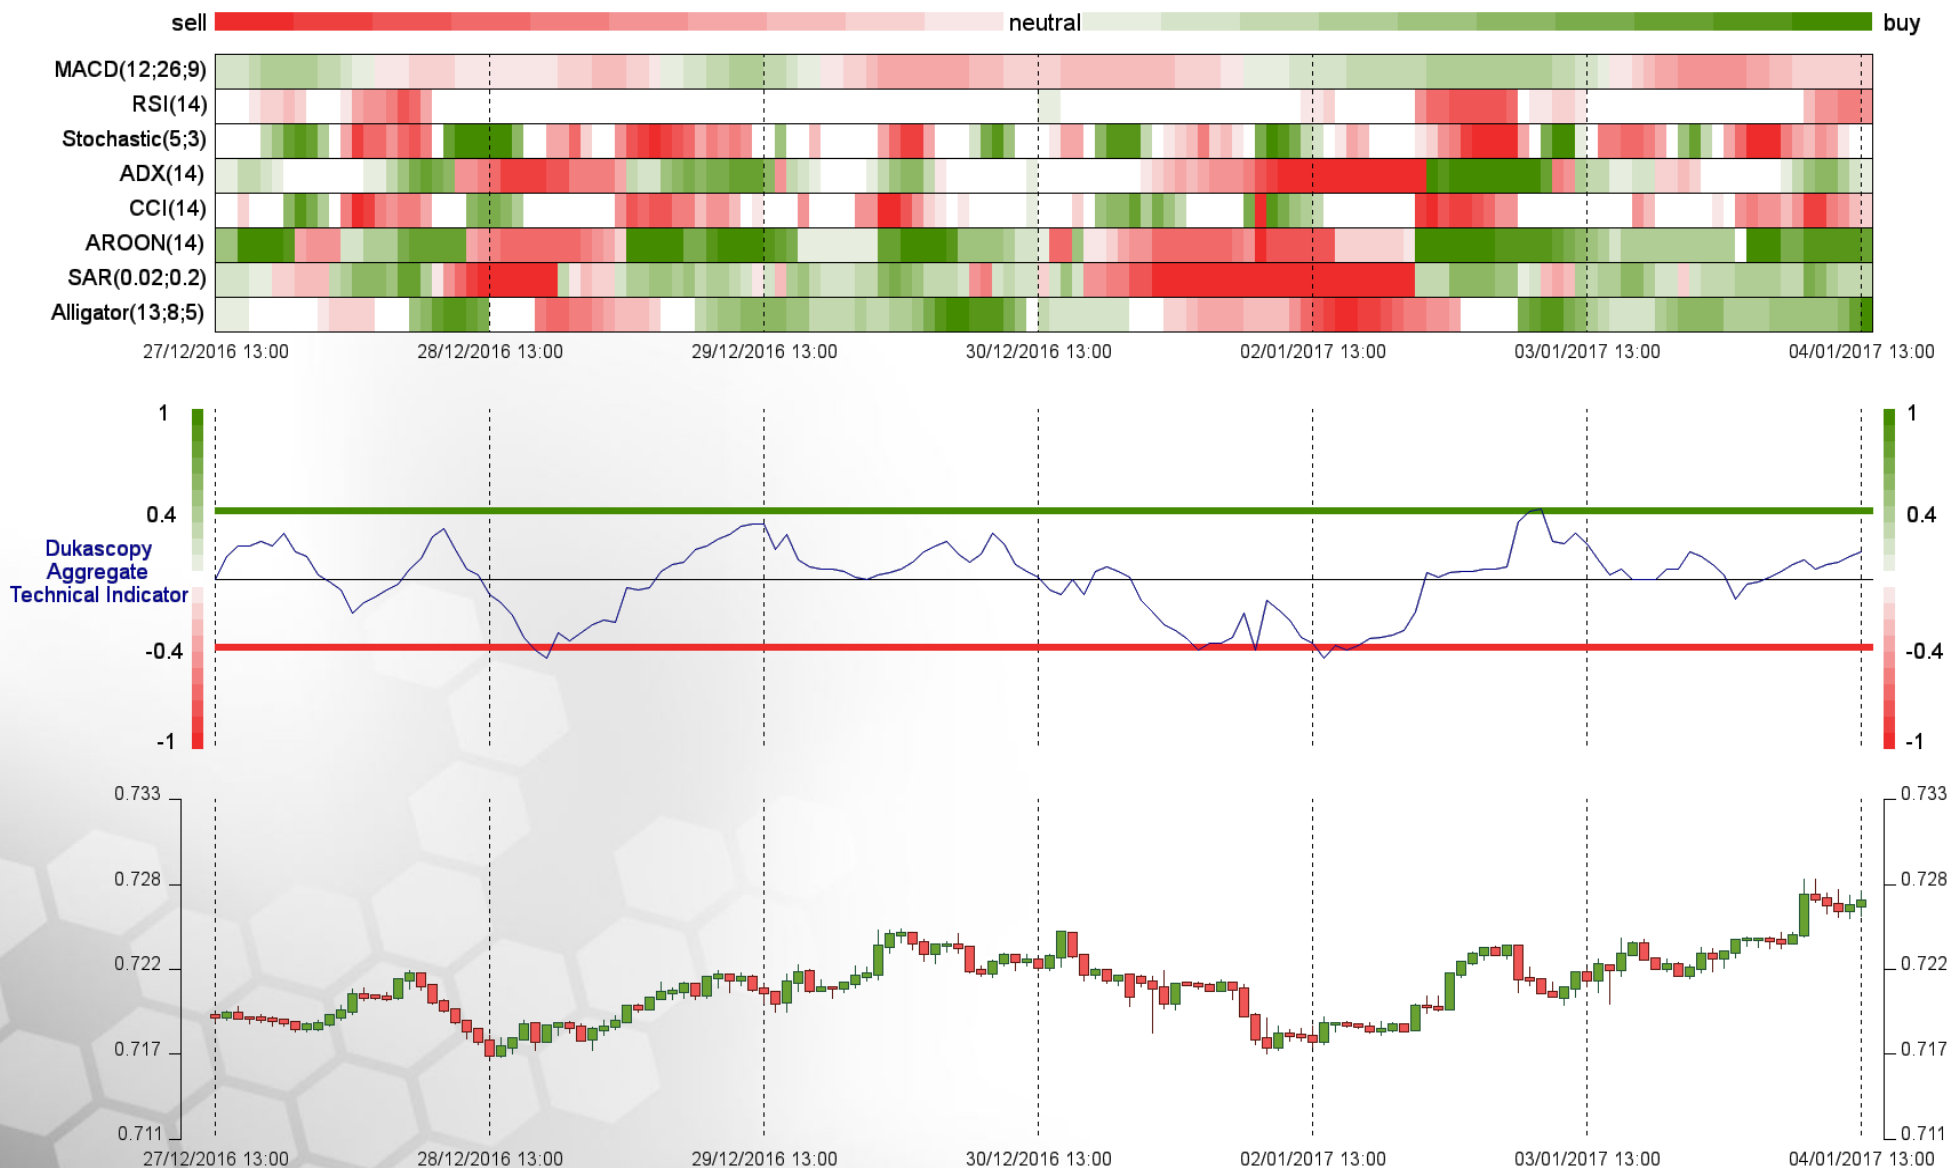 sell neutral buy
MACD(12;26;9)
RSI(14)
Stochastic(5;3)
ADX(14)
CCI(14)
AROON(14)
SAR(0.02;0.2)
Alligator(13;8;5)
27/12/2016 13:00 28/12/2016 13:00 29/12/2016 13:00 30/12/2016 13:00 02/01/2017 13:00 03/01/2017 13:00 04/01/2017 13:00
1 1
0.4 0.4
Dukascopy
Aggregate
Technical Indicator
-0.4 -0.4
-1 -1
0.733 0.733
0.728 0.728
0.722 0.722
0.717 0.717
0.711 0.711
27/12/2016 13:00 28/12/2016 13:00 29/12/2016 13:00 30/12/2016 13:00 02/01/2017 13:00 03/01/2017 13:00 04/01/2017 13:00